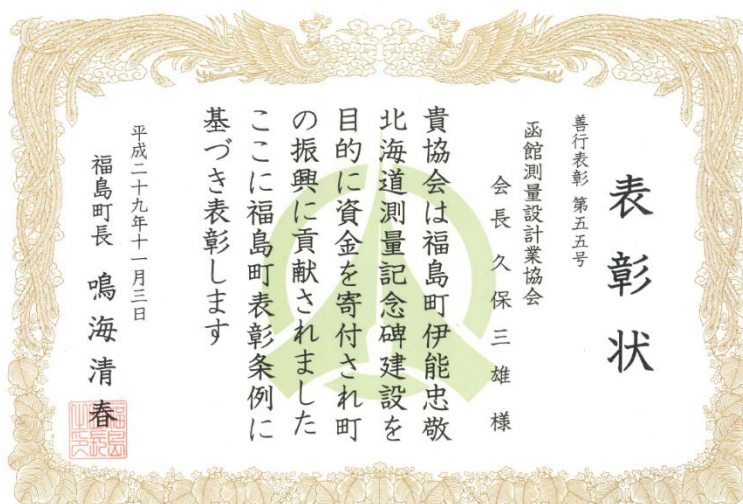 表彰状
善行表彰 第五五号
函館測量設計業協会
会長 久保三雄 様
貴協会は福島町伊能忠敬
北海道測量記念碑建設を
目的に資金を寄付され町
の振興に貢献されました
ここに福島町表彰条例に
基づき表彰します
平成二十九年十一月三日
福島町長 鳴海清春